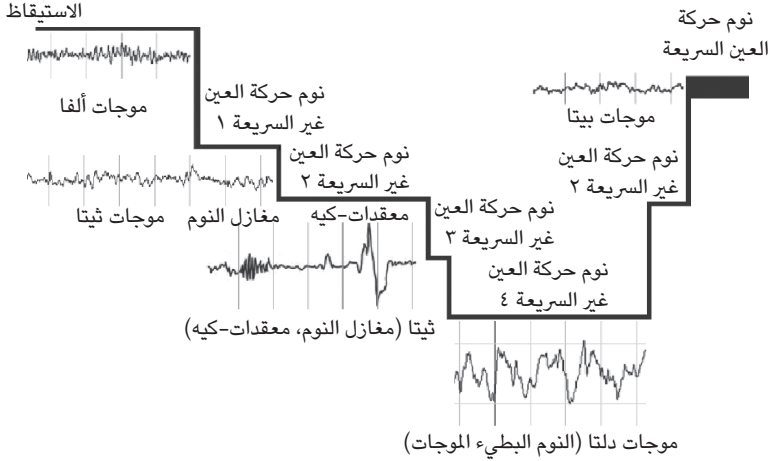 الاستيقاظ
نوم حركة
العين السريعة
موجات ألفا
نوم حركة العين
غير السريعة ١
موجات بيتا
نوم حركة العين
غير السريعة ٢
نوم حركة العين
غير السريعة ٢
موجات ثيتا
مغازل النوم
معقدات-كيه
نوم حركة العين
غير السريعة ٣
نوم حركة العين
غير السريعة ٤
ثيتا (مغازل النوم، معقدات-كيه)
موجات دلتا (النوم البطيء الموجات)